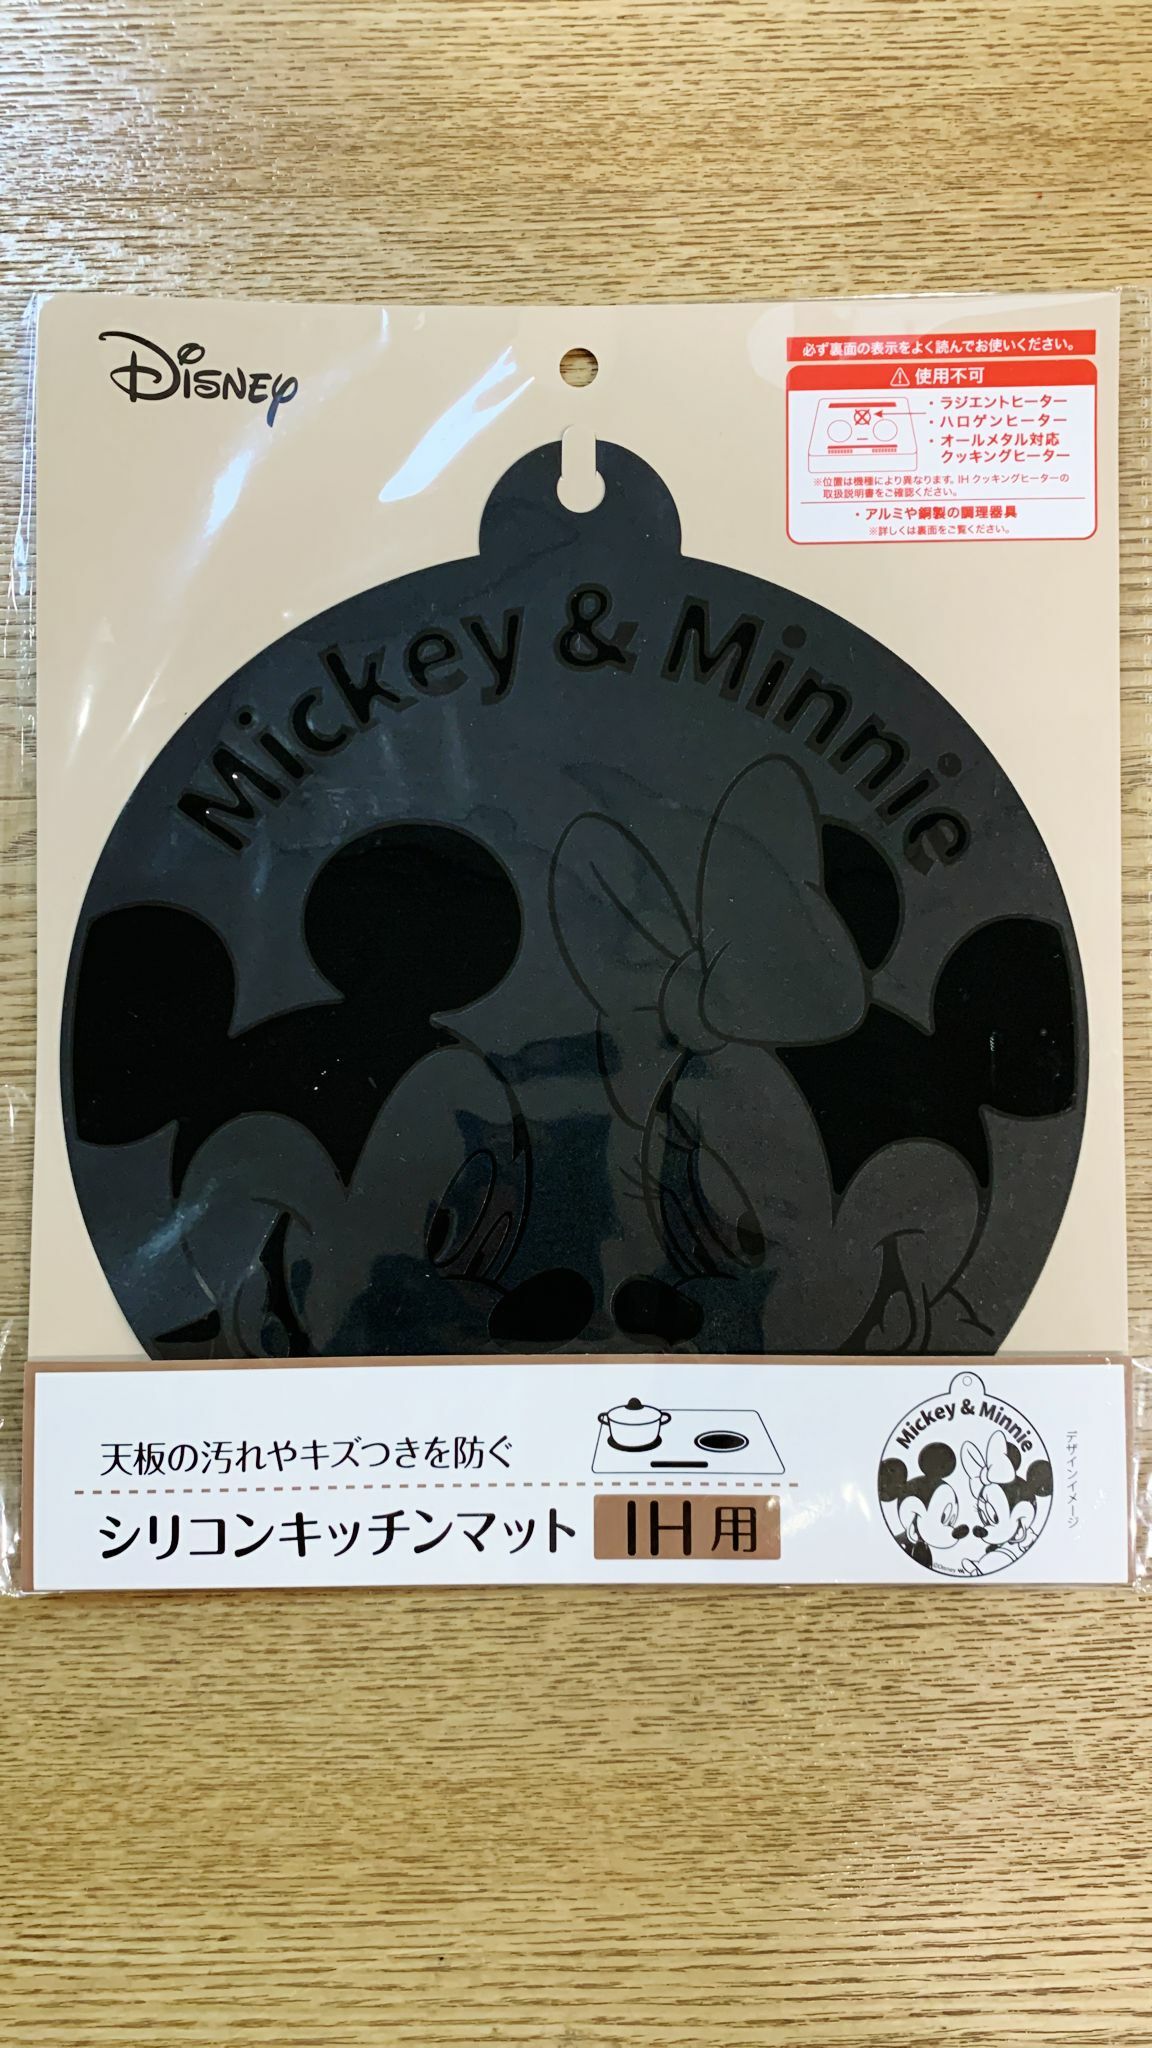 Disney
必ず裏面の表示をよく読んでお使いください。
⚠ 使用不可
・ラジエントヒーター
・ハロゲンヒーター
・オールメタル対応
クッキングヒーター
※位置は機種により異なります。IHクッキングヒーターの
取扱説明書をご確認ください。
・アルミや銅製の調理器具
※詳しくは裏面をご覧ください。
Mickey & Minnie
天板の汚れやキズつきを防ぐ
シリコンキッチンマット IH用
Mickey & Minnie
©Disney
デザインイメージ